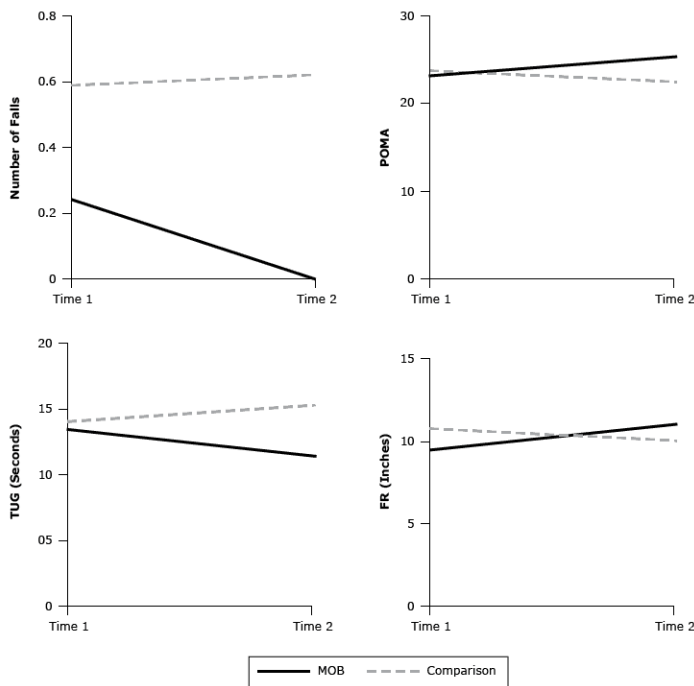 0.8
0.6
0.4
0.2
0
Number of Falls
Time 1
Time 2
30
20
10
0
POMA
Time 1
Time 2
20
15
10
05
0
TUG (Seconds)
Time 1
Time 2
15
10
5
0
FR (Inches)
Time 1
Time 2
MOB
Comparison